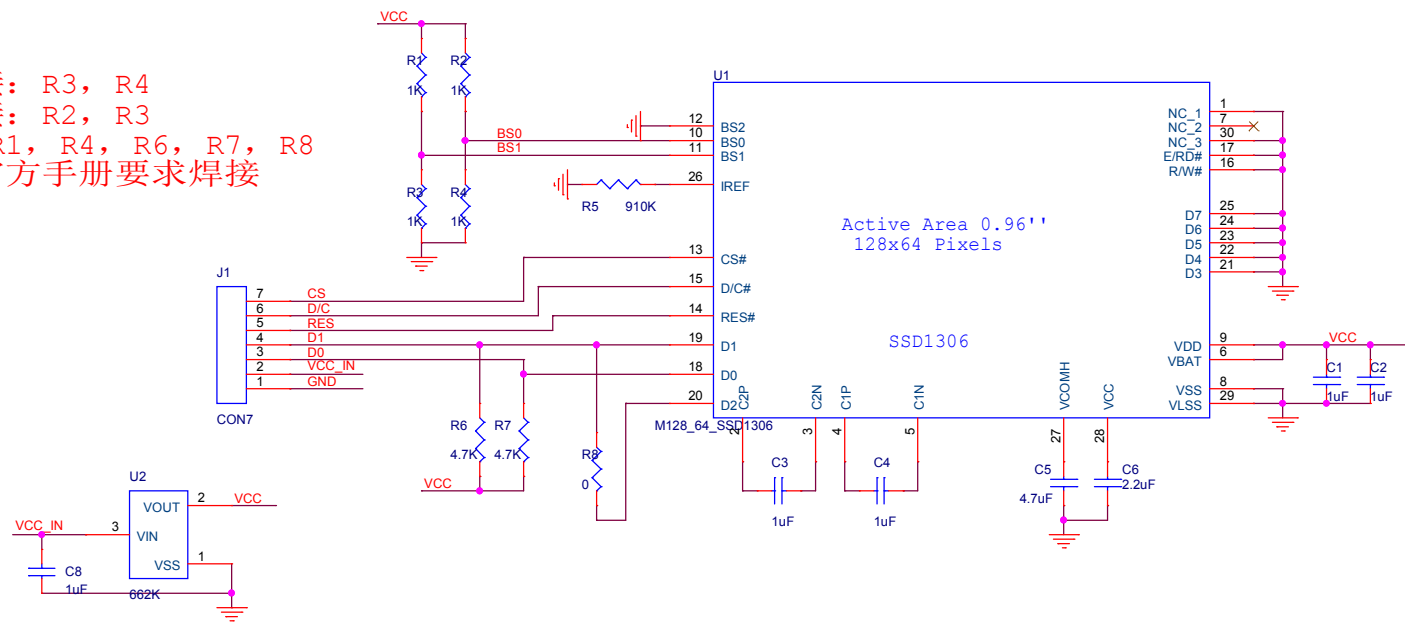 : R3, R4
: R2, R3
R1, R4, R6, R7, R8
方手册要求焊接
VCC
R1
1K
R2
1K
R3
1K
R4
1K
BS0
BS1
U1
12 BS2
10 BS0
11 BS1
26 IREF
R5 910K
13 CS#
15 D/C#
14 RES#
19 D1
18 D0
20 D2
Active Area 0.96''
128x64 Pixels
SSD1306
1 NC_1
7 NC_2
30 NC_3
17 E/RD#
16 R/W#
25 D7
24 D6
23 D5
22 D4
21 D3
9 VDD
6 VBAT
8 VSS
29 VLSS
VCC
C1
1uF
C2
1uF
J1
7 CS
6 D/C
5 RES
4 D1
3 D0
2 VCC_IN
1 GND
CON7
R6
4.7K
R7
4.7K
VCC
R8
0
M128_64_SSD1306
C2P
2
C2N
3
C1P
4
C1N
5
VCOMH
27
VCC
28
C3
1uF
C4
1uF
C5
4.7uF
C6
2.2uF
U2
VOUT 2 VCC
VCC_IN 3 VIN
VSS 1
C8
1uF
662K